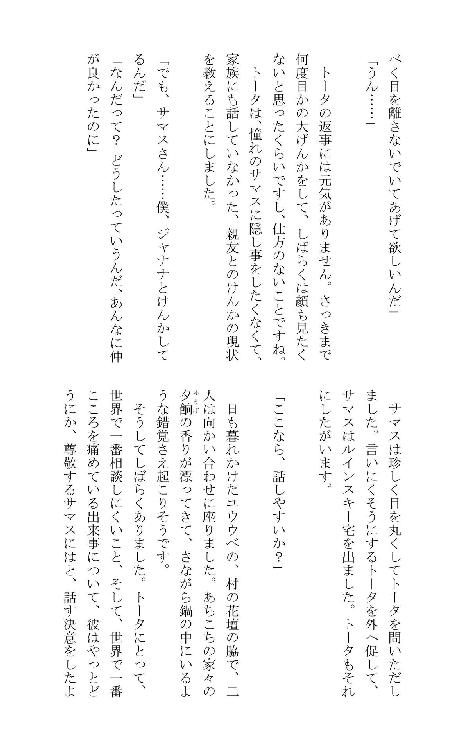 べく目を離さないでいてあげて欲しいんだ」
「うん……」
　トータの返事には元気がありません。さっきまで
何度目かの大げんかをして、しばらくは顔も見たく
ないと思ったくらいですし、仕方のないことですね。
　トータは、憧れのサマスに隠し事をしたくなくて、
家族にも話していなかった、親友とのけんかの現状
を教えることにしました。
「でも、サマスさん……僕、ジャナナとけんかして
るんだ」
「なんだって？　どうしたっていうんだ、あんなに仲
が良かったのに」
　サマスは珍しく目を丸くしてトータを問いただし
ました。言いにくそうにするトータを外へ促して、
サマスはルインスキー宅を出ました。トータもそれ
にしたがいます。
「ここなら、話しやすいか？」
　日も暮れかけたユウウベの、村の花壇の脇で、二
人は向かい合わせに座りました。あちこちの家々の
夕餉の香りが漂ってきて、さながら鍋の中にいるよ
うな錯覚さえ起こりそうです。
　そうしてしばらくありました。トータにとって、
世界で一番相談しにくいこと、そして、世界で一番
こころを痛めている出来事について、彼はやっとど
うにか、尊敬するサマスにはと、話す決意をしたよ